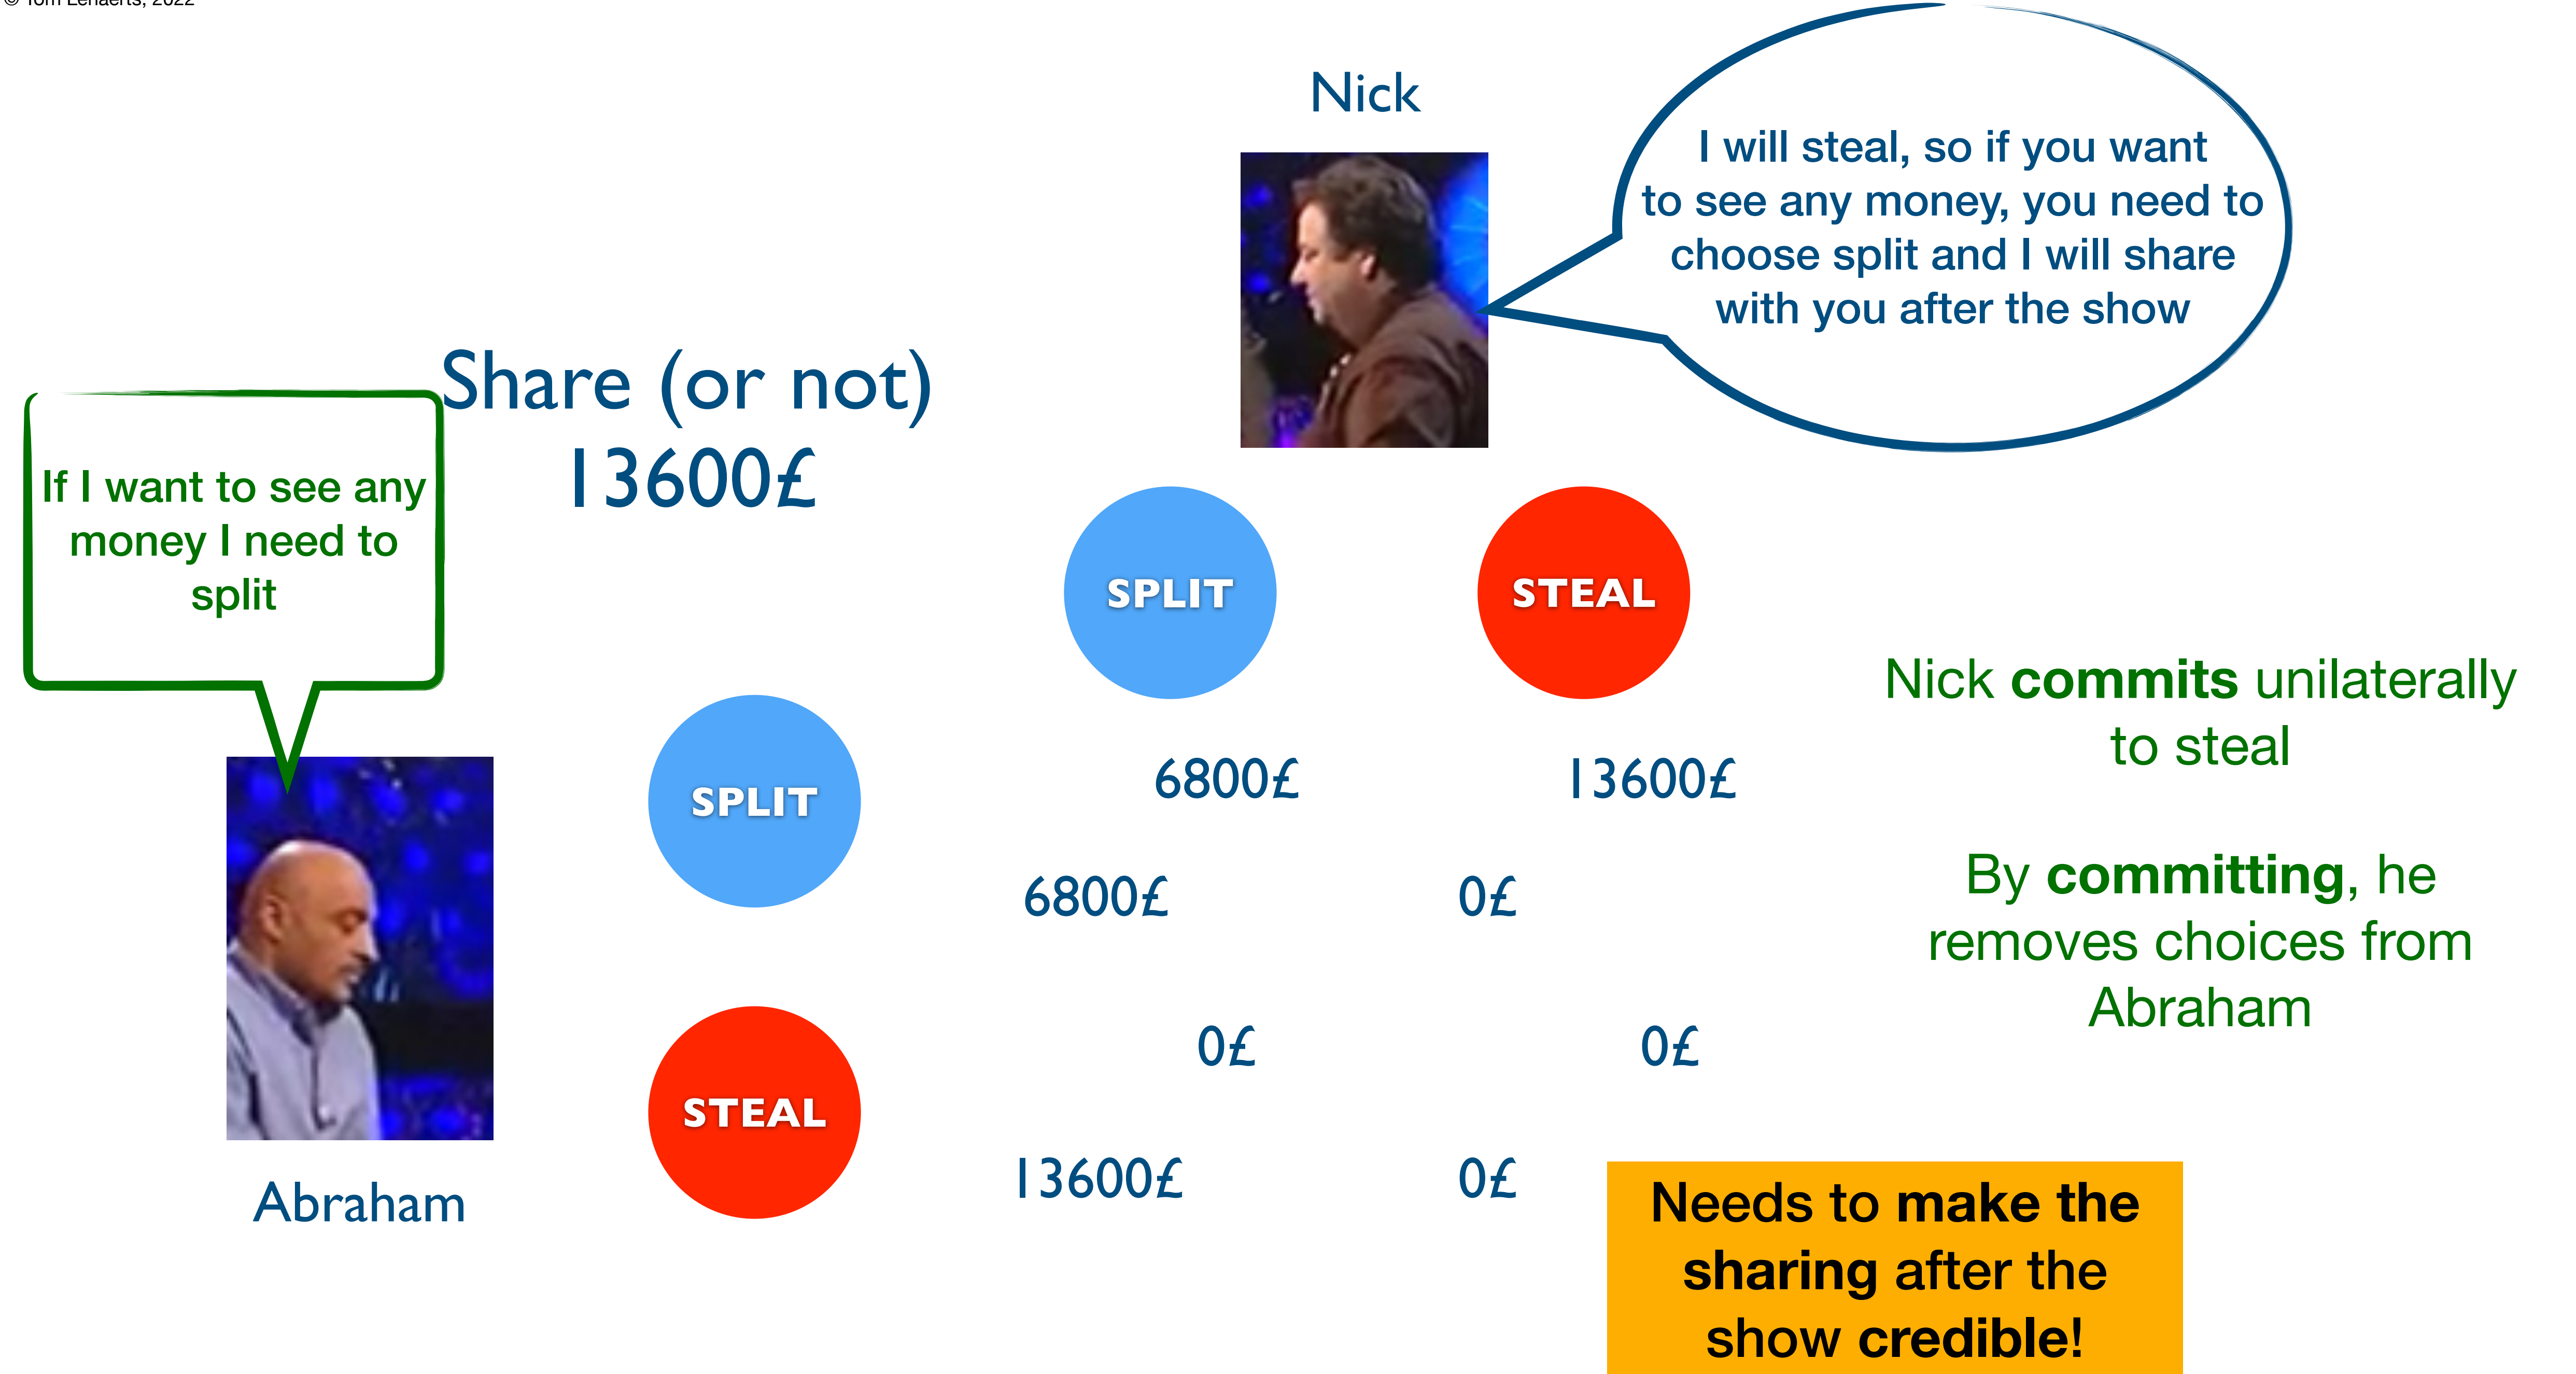 © Tom Lenaerts, 2022
Nick
I will steal, so if you want
to see any money, you need to
choose split and I will share
with you after the show
Share (or not)
13600£
If I want to see any
money I need to
split
SPLIT
STEAL
Nick commits unilaterally
to steal
SPLIT
6800£
13600£
6800£
0£
By committing, he
removes choices from
Abraham
0£
0£
STEAL
13600£
0£
Abraham
Needs to make the
sharing after the
show credible!